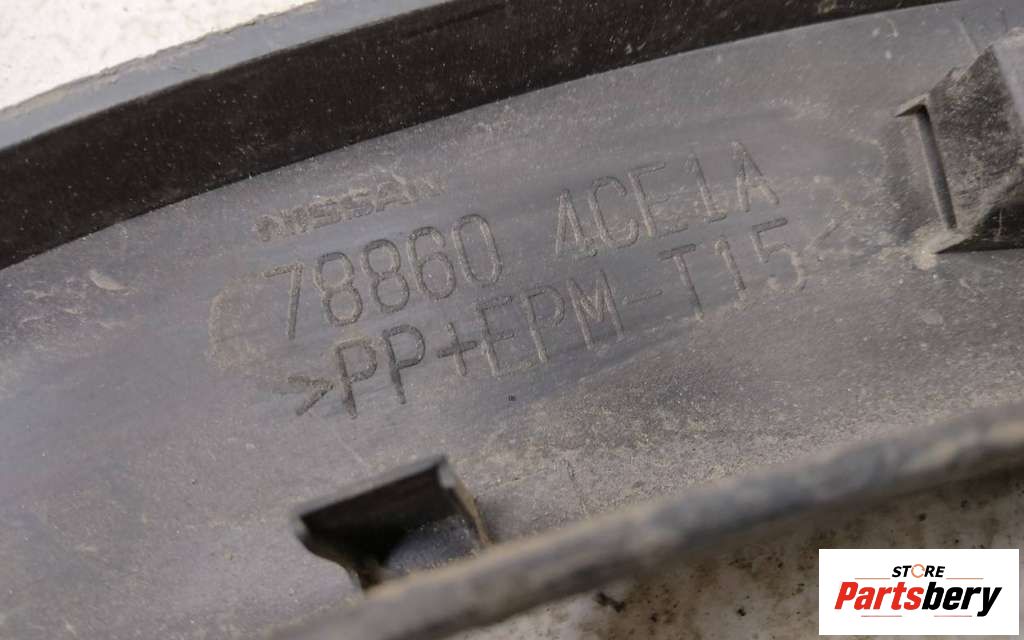 NISSAN
78860 4CE1A
>PP+EPM-T15<
STORE
Partsbery